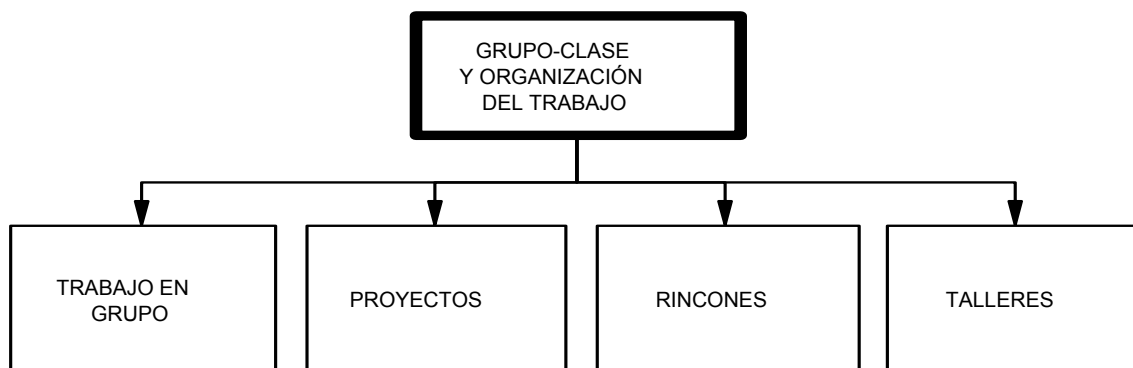 GRUPO-CLASE
Y ORGANIZACIÓN
DEL TRABAJO
TRABAJO EN
GRUPO
PROYECTOS
RINCONES
TALLERES